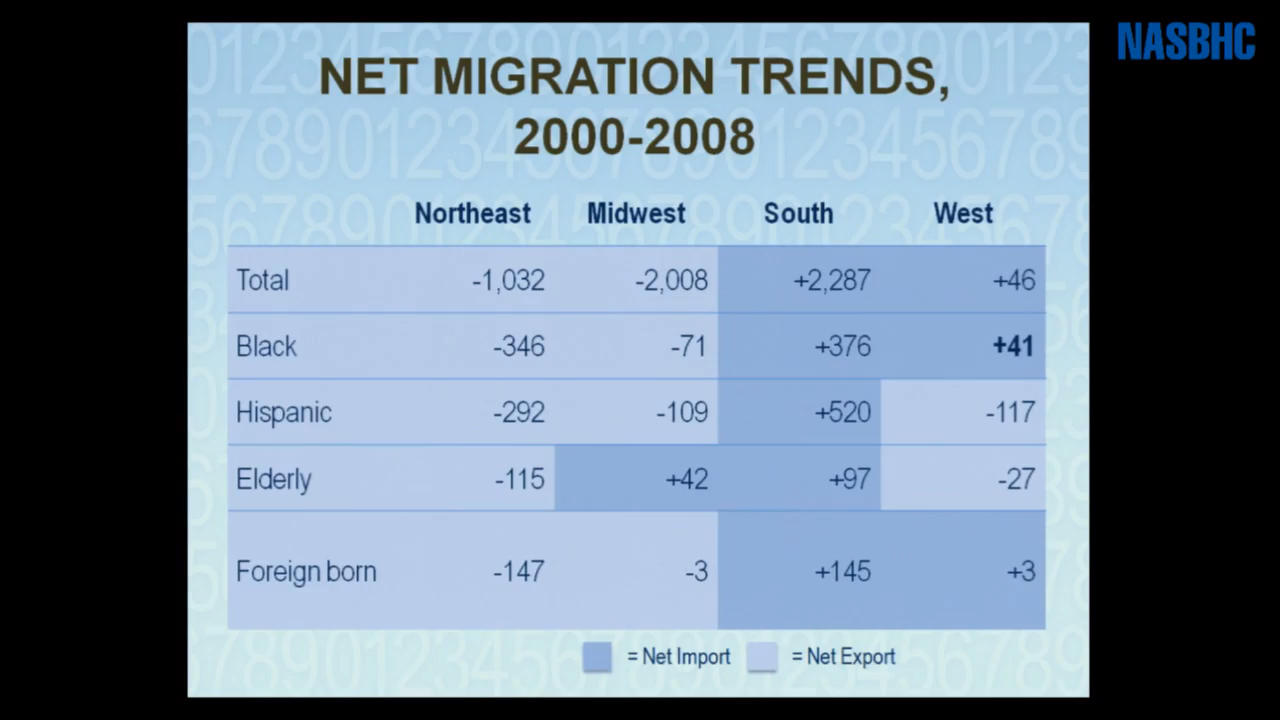 NASBHC
NET MIGRATION TRENDS,
2000-2008
Northeast Midwest South West
Total -1,032 -2,008 +2,287 +46
Black -346 -71 +376 +41
Hispanic -292 -109 +520 -117
Elderly -115 +42 +97 -27
Foreign born -147 -3 +145 +3
= Net Import = Net Export